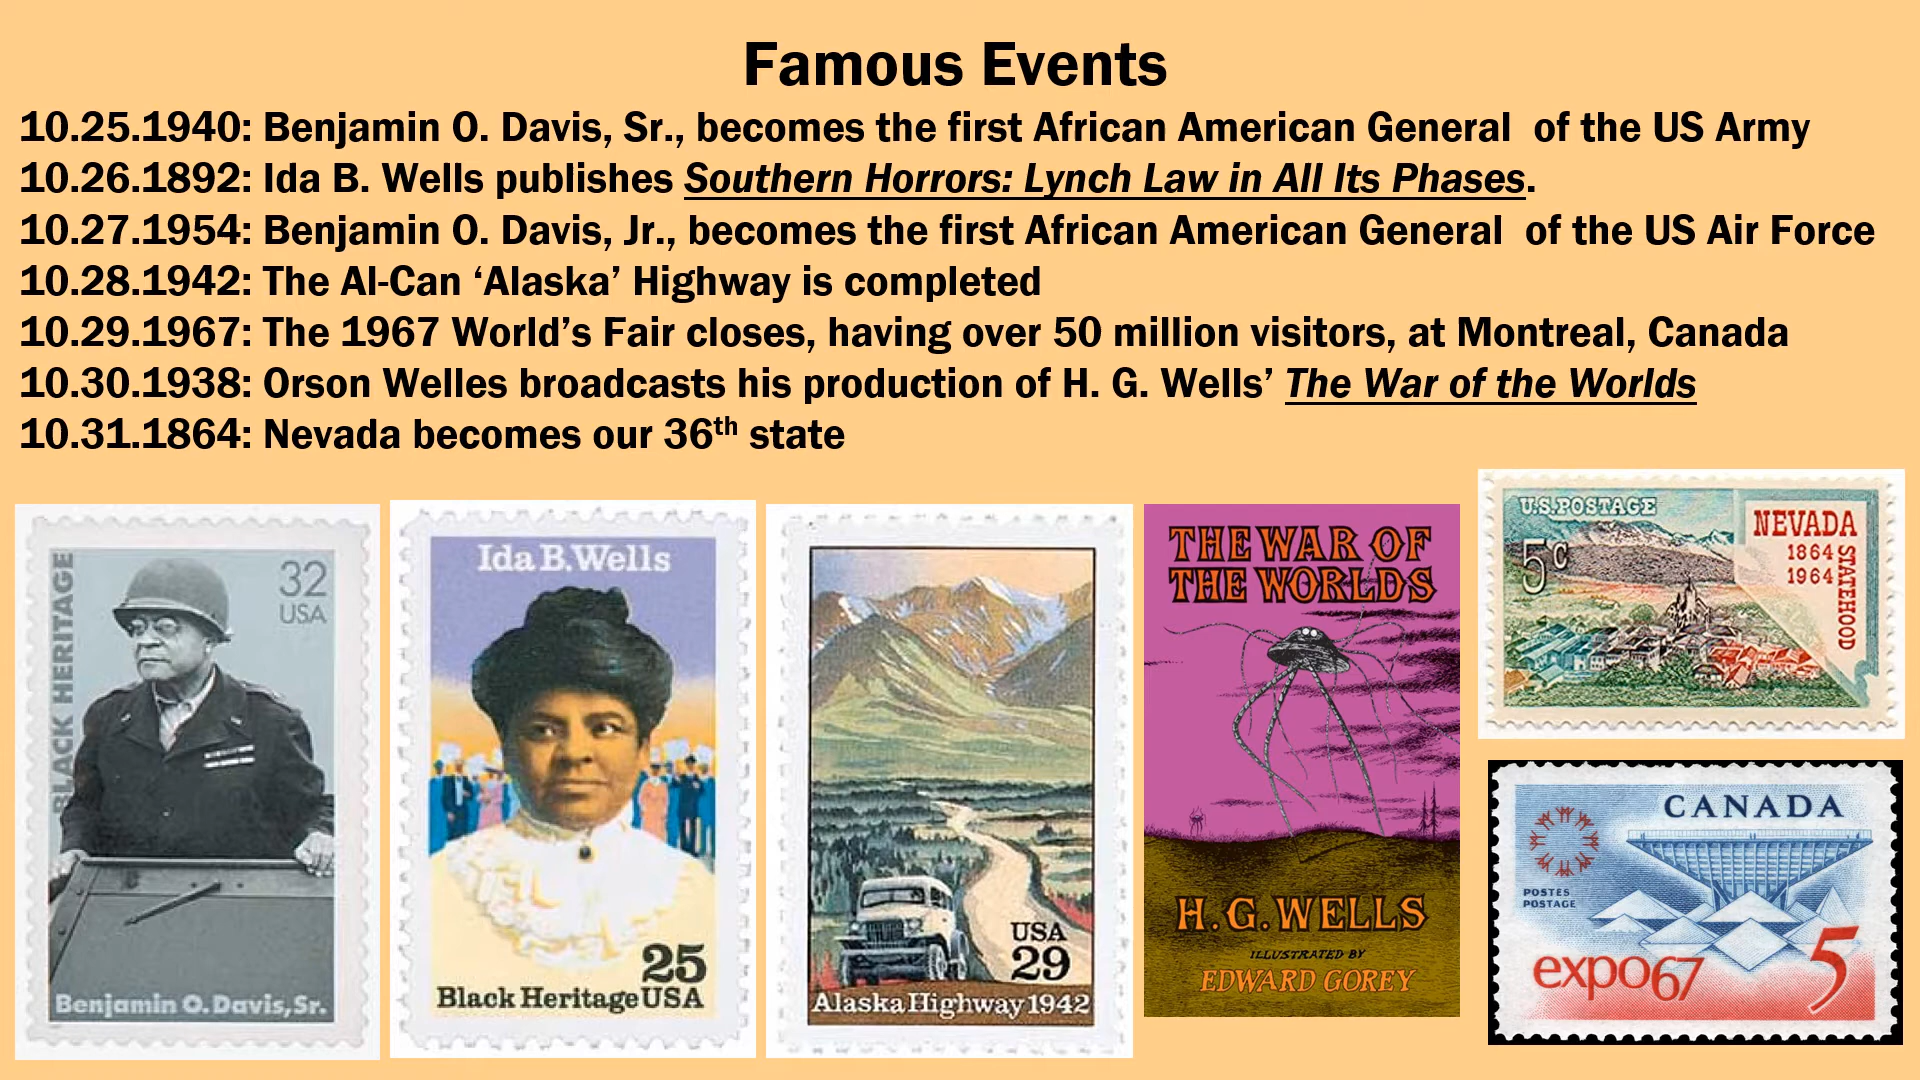 Famous Events
10.25.1940: Benjamin O. Davis, Sr., becomes the first African American General  of the US Army
10.26.1892: Ida B. Wells publishes Southern Horrors: Lynch Law in All Its Phases.
10.27.1954: Benjamin O. Davis, Jr., becomes the first African American General  of the US Air Force
10.28.1942: The Al-Can ‘Alaska’ Highway is completed
10.29.1967: The 1967 World’s Fair closes, having over 50 million visitors, at Montreal, Canada
10.30.1938: Orson Welles broadcasts his production of H. G. Wells’ The War of the Worlds
10.31.1864: Nevada becomes our 36th state
BLACK HERITAGE
32
USA
Benjamin O. Davis, Sr.
Ida B. Wells
25
Black Heritage USA
USA
29
Alaska Highway 1942
THE WAR OF
THE WORLDS
H. G. WELLS
ILLUSTRATED BY
EDWARD GOREY
U.S. POSTAGE
5c
NEVADA
1864
1964
STATEHOOD
CANADA
POSTES
POSTAGE
expo67
5